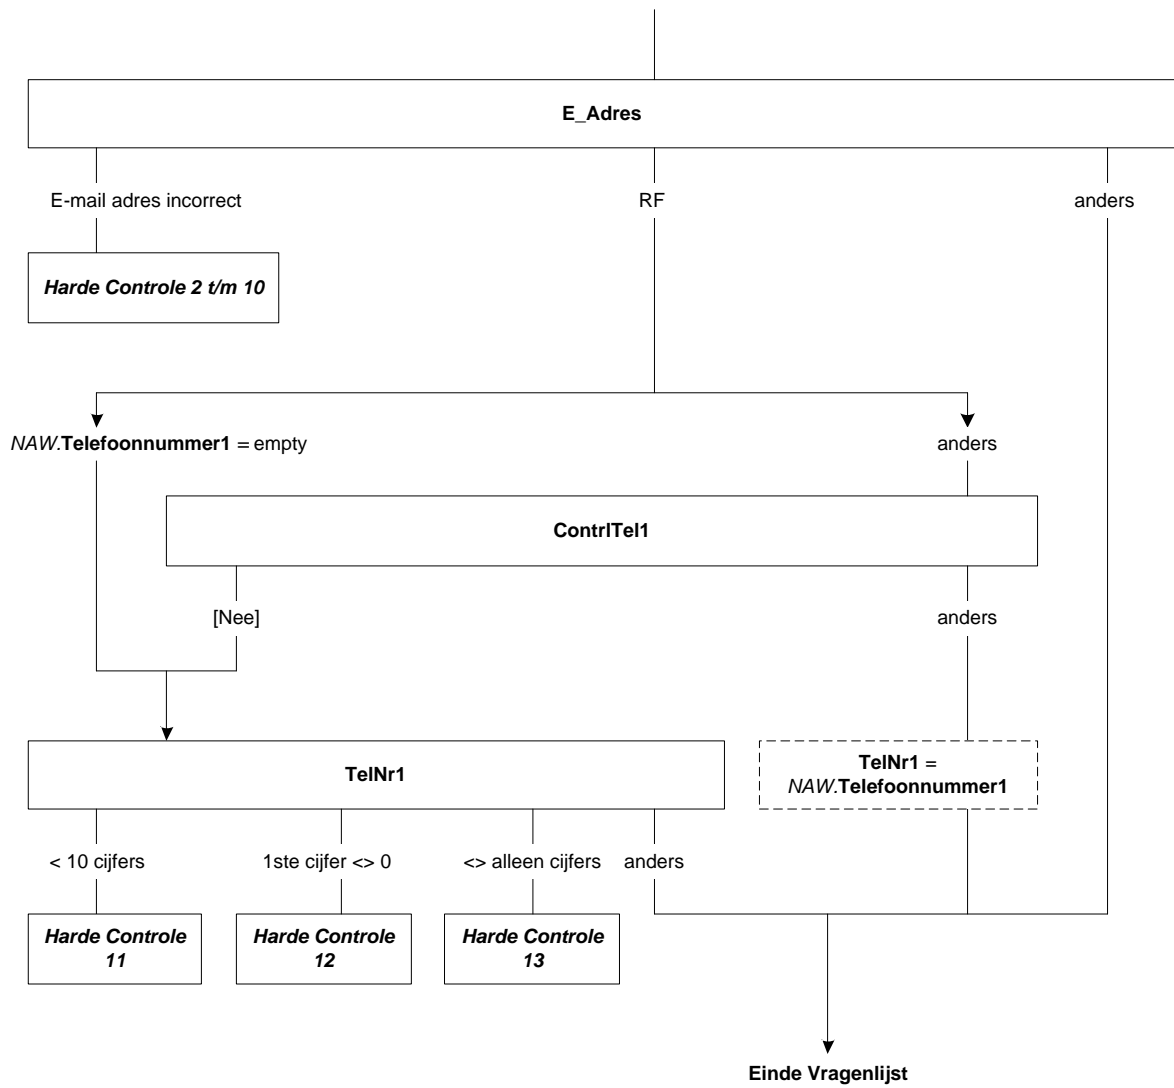 E_Adres
E-mail adres incorrect
RF
anders
Harde Controle 2 t/m 10
NAW.Telefoonnummer1 = empty
anders
ContrlTel1
[Nee]
anders
TelNr1
TelNr1 =
NAW.Telefoonnummer1
< 10 cijfers
1ste cijfer <> 0
<> alleen cijfers
anders
Harde Controle
11
Harde Controle
12
Harde Controle
13
Einde Vragenlijst